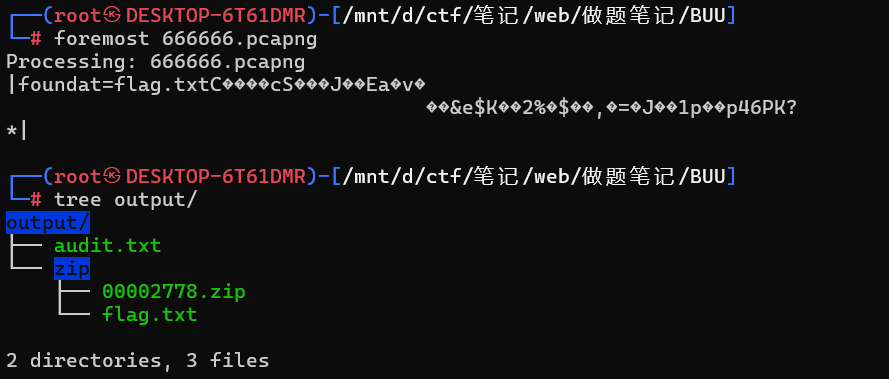 ┌──(root㉿DESKTOP-6T61DMR)-[/mnt/d/ctf/笔记/web/做题笔记/BUU]
└─# foremost 666666.pcapng
Processing: 666666.pcapng
|foundat=flag.txtC����cS���J��Ea�v�
��&e$K��2%�$��,�=�J��1p��p46PK?
*|
┌──(root㉿DESKTOP-6T61DMR)-[/mnt/d/ctf/笔记/web/做题笔记/BUU]
└─# tree output/
output/
├── audit.txt
└── zip
    ├── 00002778.zip
    └── flag.txt
2 directories, 3 files